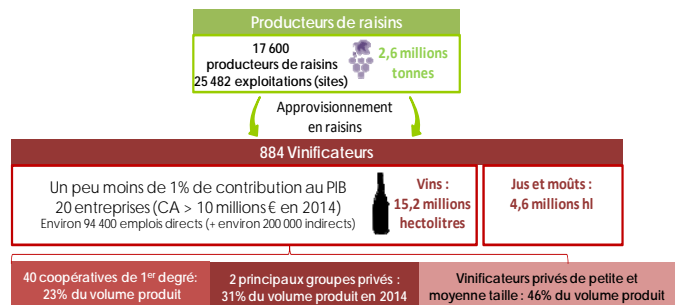 Producteurs de raisins
17 600
producteurs de raisins
25 482 exploitations (sites)
2,6 millions
tonnes
Approvisionnement
en raisins
884 Vinificateurs
Un peu moins de 1% de contribution au PIB
20 entreprises (CA > 10 millions € en 2014)
Environ 94 400 emplois directs (+ environ 200 000 indirects)
Vins :
15,2 millions
hectolitres
Jus et moûts :
4,6 millions hl
40 coopératives de 1er degré:
23% du volume produit
2 principaux groupes privés :
31% du volume produit en 2014
Vinificateurs privés de petite et
moyenne taille : 46% du volume produit